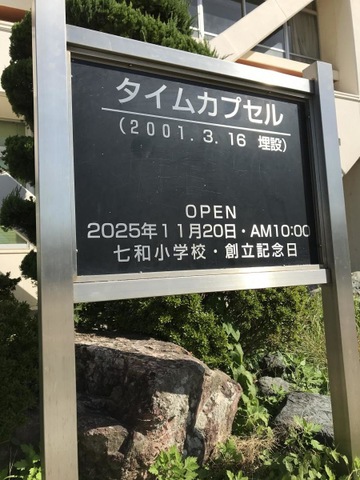 タイムカプセル
(2001.3.16 埋設)
OPEN
2025年11月20日・AM10:00
七和小学校・創立記念日